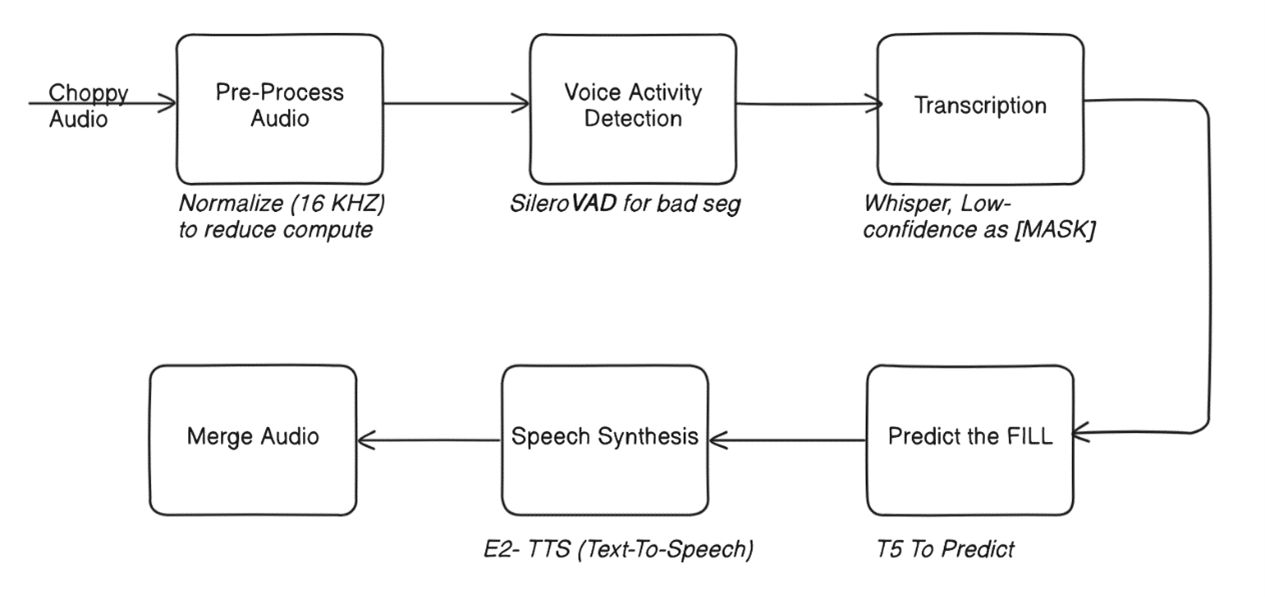 Choppy
Audio
Pre-Process
Audio
Voice Activity
Detection
Transcription
Normalize (16 KHZ)
to reduce compute
SileroVAD for bad seg
Whisper, Low-
confidence as [MASK]
Merge Audio
Speech Synthesis
Predict the FILL
E2- TTS (Text-To-Speech)
T5 To Predict